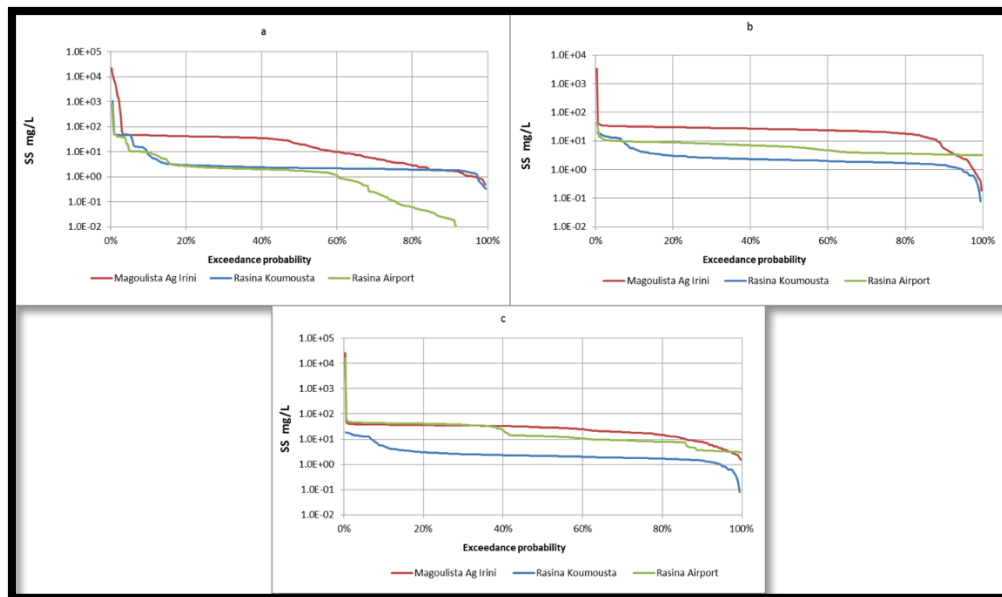 a
SS mg/L
1.0E+05
1.0E+04
1.0E+03
1.0E+02
1.0E+01
1.0E+00
1.0E-01
1.0E-02
0% 20% 40% 60% 80% 100%
Exceedance probability
Magoulista Ag Irini Rasina Koumousta Rasina Airport
b
SS mg/L
1.0E+05
1.0E+04
1.0E+03
1.0E+02
1.0E+01
1.0E+00
1.0E-01
1.0E-02
0% 20% 40% 60% 80% 100%
Exceedance probability
Magoulista Ag Irini Rasina Koumousta Rasina Airport
c
SS mg/L
1.0E+05
1.0E+04
1.0E+03
1.0E+02
1.0E+01
1.0E+00
1.0E-01
1.0E-02
0% 20% 40% 60% 80% 100%
Exceedance probability
Magoulista Ag Irini Rasina Koumousta Rasina Airport